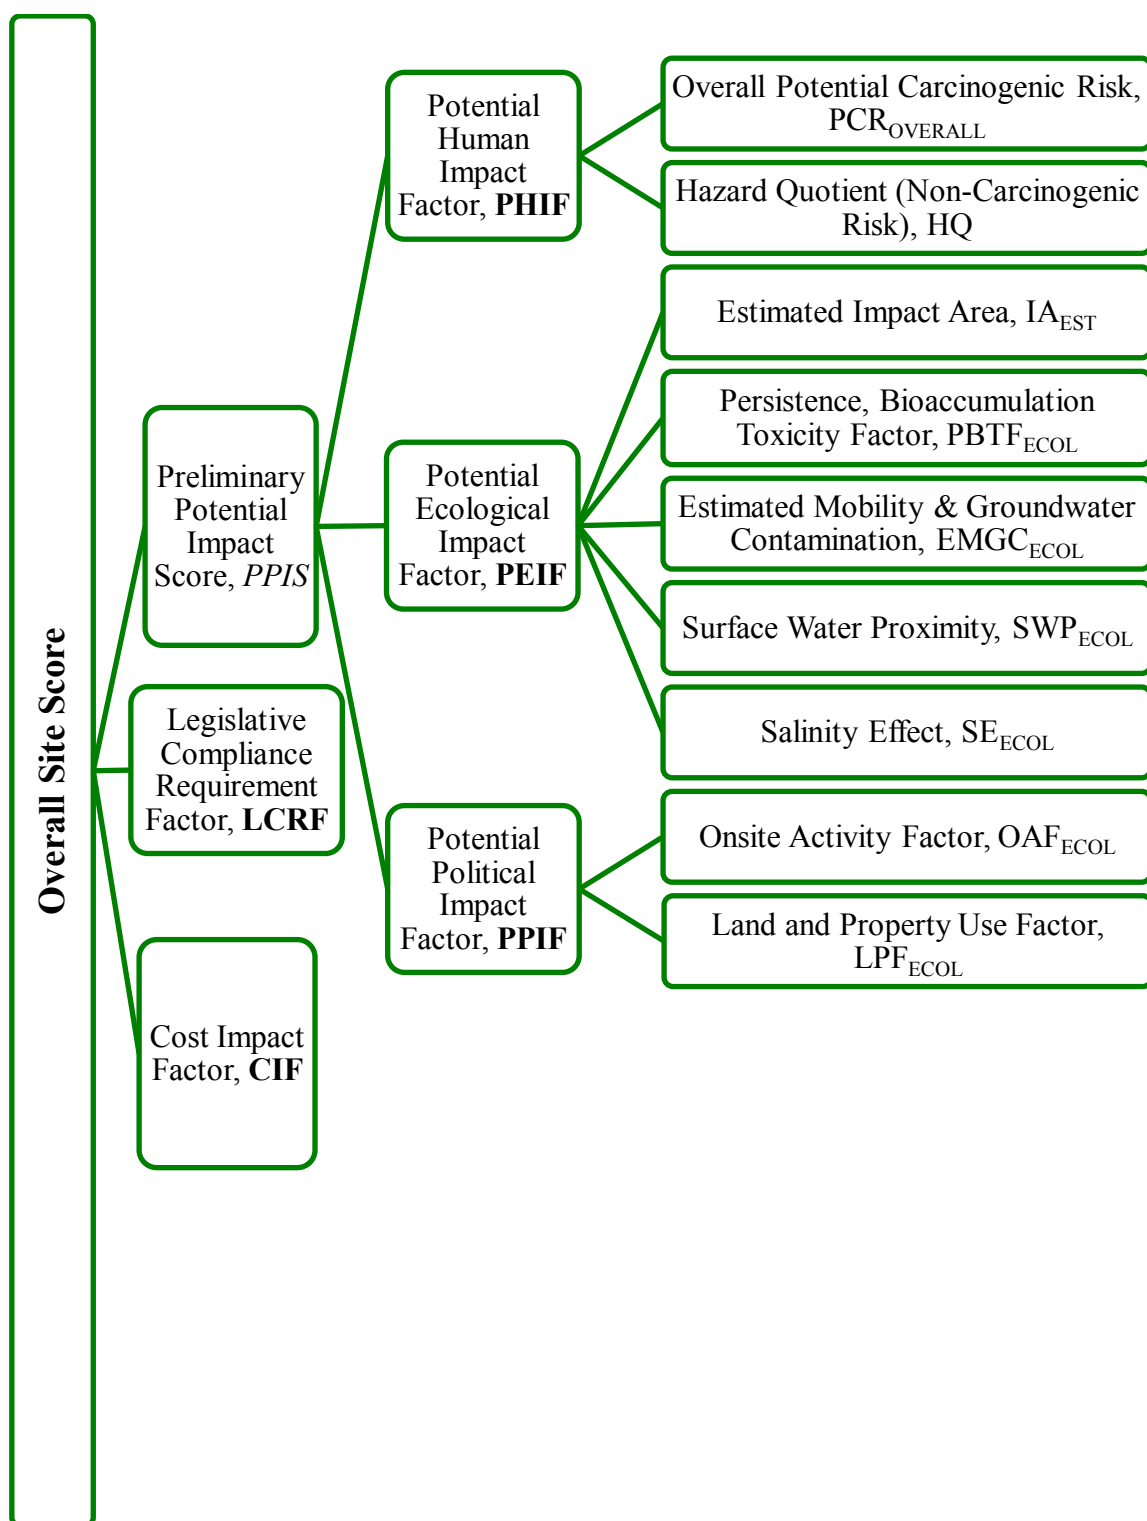 Overall Site Score
Preliminary
Potential
Impact
Score, PPIS
Legislative
Compliance
Requirement
Factor, LCRF
Cost Impact
Factor, CIF
Potential
Human
Impact
Factor, PHIF
Potential
Ecological
Impact
Factor, PEIF
Potential
Political
Impact
Factor, PPIF
Overall Potential Carcinogenic Risk,
PCROVERALL
Hazard Quotient (Non-Carcinogenic
Risk), HQ
Estimated Impact Area, IAEST
Persistence, Bioaccumulation
Toxicity Factor, PBTFECOL
Estimated Mobility & Groundwater
Contamination, EMGCECOL
Surface Water Proximity, SWPECOL
Salinity Effect, SEECOL
Onsite Activity Factor, OAFECOL
Land and Property Use Factor,
LPFECOL